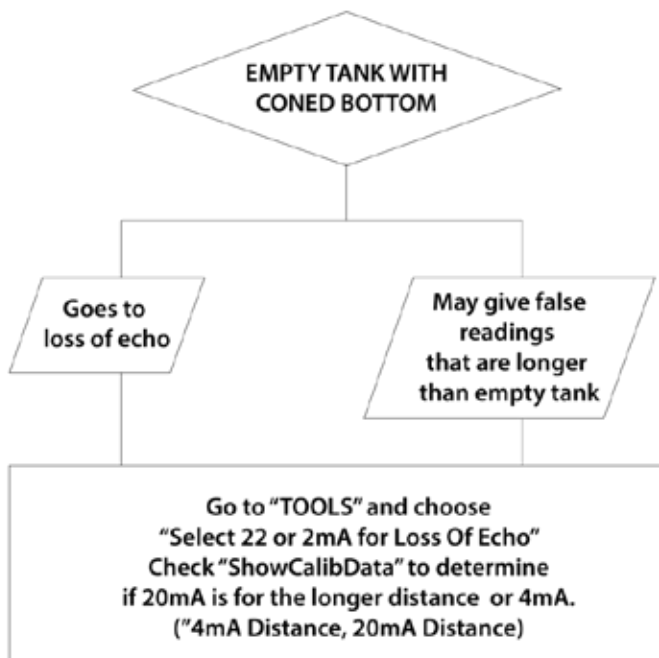 EMPTY TANK WITH
CONED BOTTOM
Goes to
loss of echo
May give false
readings
that are longer
than empty tank
Go to "TOOLS" and choose
"Select 22 or 2mA for Loss Of Echo"
Check "ShowCalibData" to determine
if 20mA is for the longer distance or 4mA.
("4mA Distance, 20mA Distance)